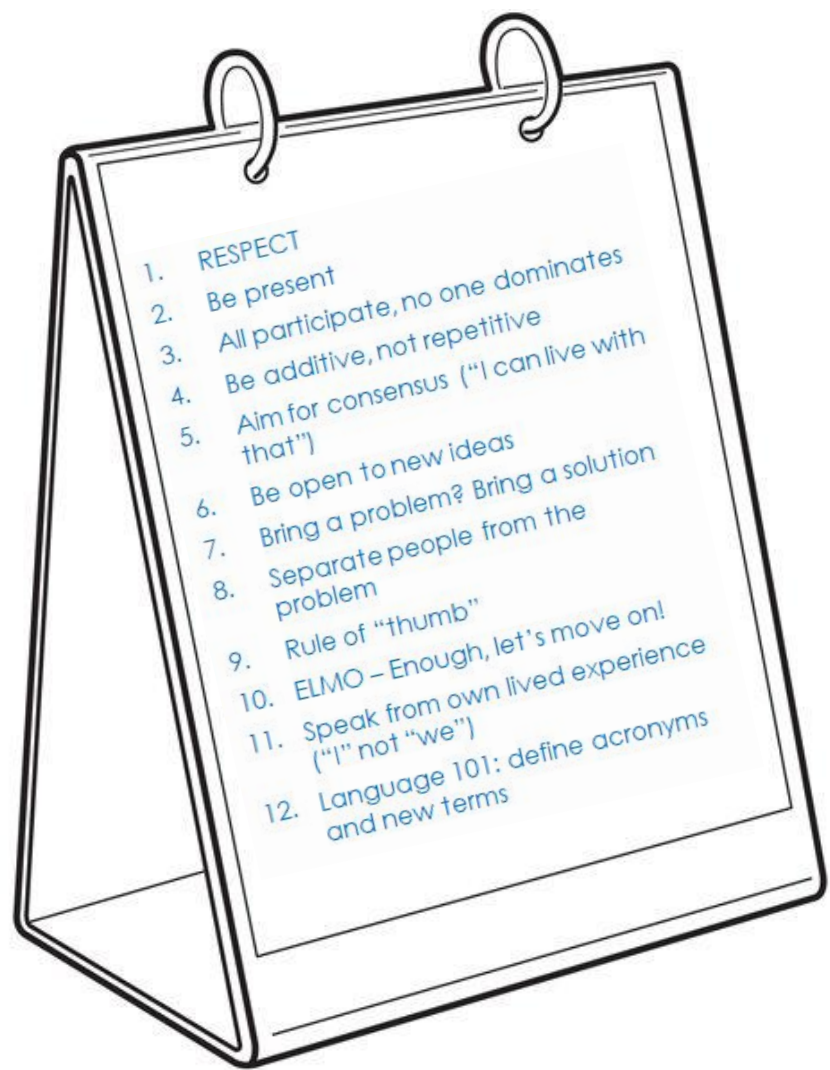 1. RESPECT
2. Be present
3. All participate, no one dominates
4. Be additive, not repetitive
5. Aim for consensus (“I can live with
that”)
6. Be open to new ideas
7. Bring a problem? Bring a solution
8. Separate people from the
problem
9. Rule of “thumb”
10. ELMO – Enough, let’s move on!
11. Speak from own lived experience
(“I” not “we”)
12. Language 101: define acronyms
and new terms